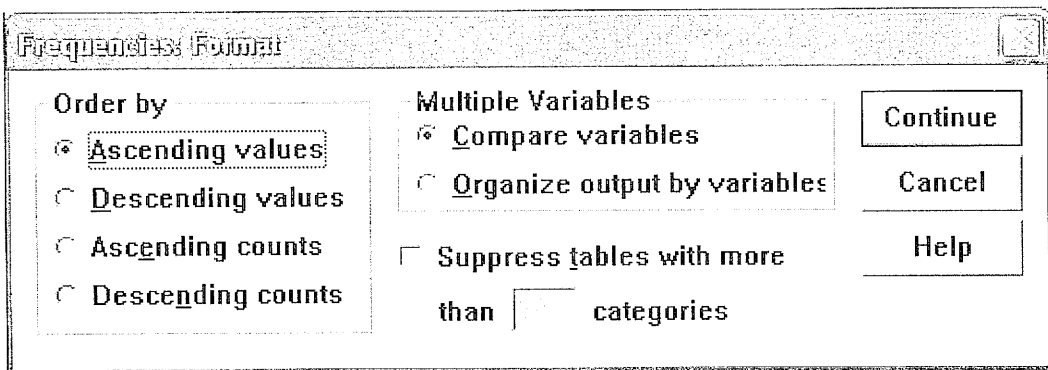 Frequencies: Format
Order by
Ascending values
Descending values
Ascending counts
Descending counts
Multiple Variables
Compare variables
Organize output by variables
Suppress tables with more
than categories
Continue
Cancel
Help